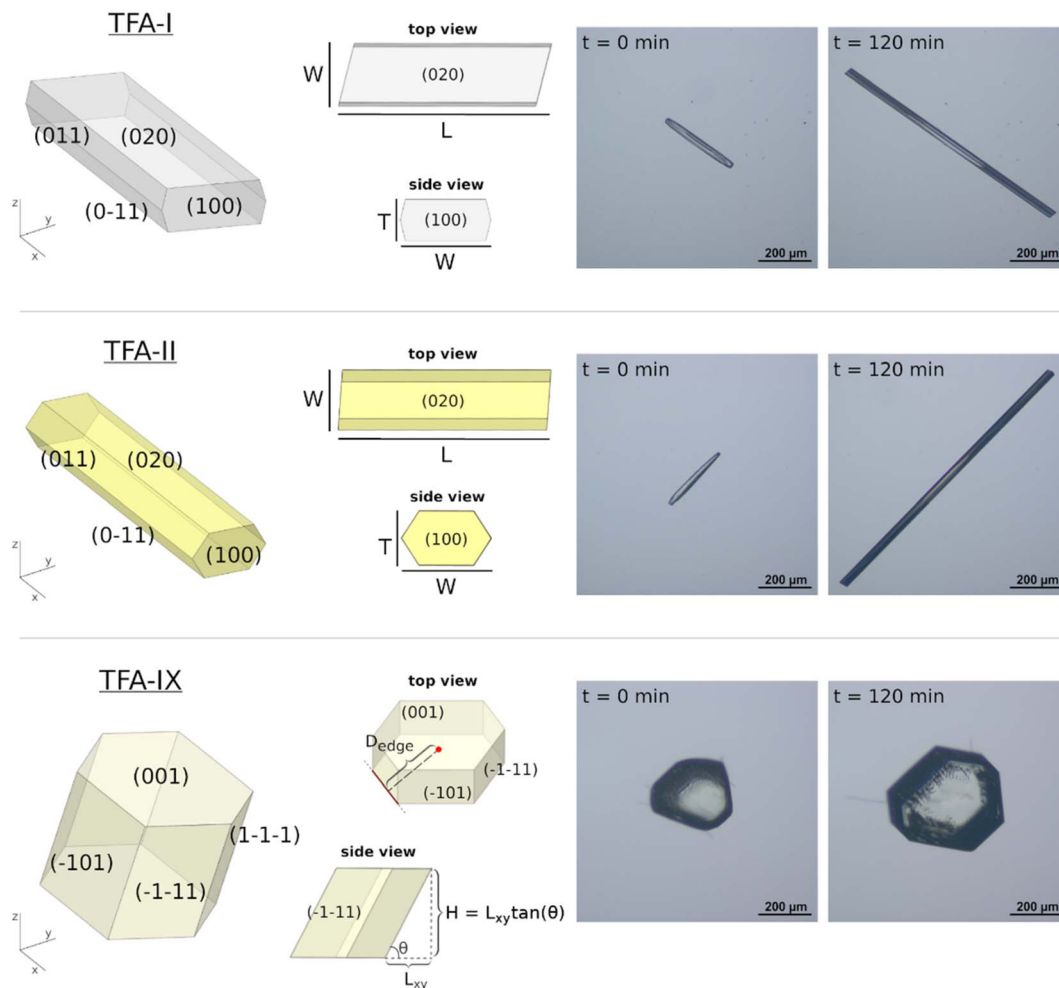 TFA-I
(011)
(020)
(0-11)
(100)
z
y
x
top view
W
(020)
L
side view
T
(100)
W
t = 0 min
200 µm
t = 120 min
200 µm
TFA-II
(011)
(020)
(0-11)
(100)
z
y
x
top view
W
(020)
L
side view
T
(100)
W
t = 0 min
200 µm
t = 120 min
200 µm
TFA-IX
(001)
(1-1-1)
(-101)
(-1-11)
z
y
x
top view
(001)
Dedge
(-1-11)
(-101)
side view
(-1-11)
H = Lxytan(θ)
θ
Lxy
t = 0 min
200 µm
t = 120 min
200 µm